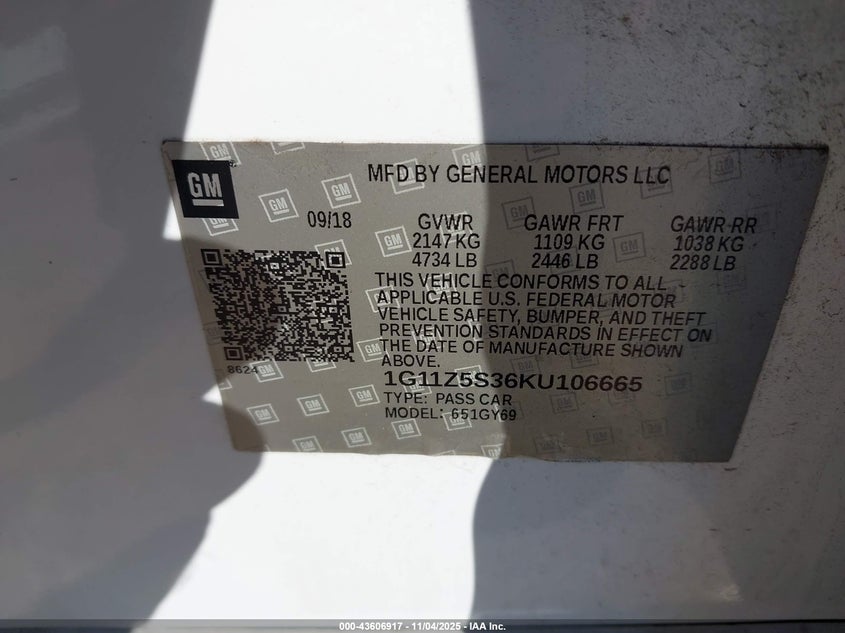 GM
MFD BY GENERAL MOTORS LLC
09/18
GVWR GAWR FRT GAWR RR
2147 KG 1109 KG 1038 KG
4734 LB 2446 LB 2288 LB
THIS VEHICLE CONFORMS TO ALL
APPLICABLE U.S. FEDERAL MOTOR
VEHICLE SAFETY, BUMPER, AND THEFT
PREVENTION STANDARDS IN EFFECT ON
THE DATE OF MANUFACTURE SHOWN
ABOVE.
8624
1G11Z5S36KU106665
TYPE: PASS CAR
MODEL: 651GY69
000-43606917 - 11/04/2025 - IAA Inc.